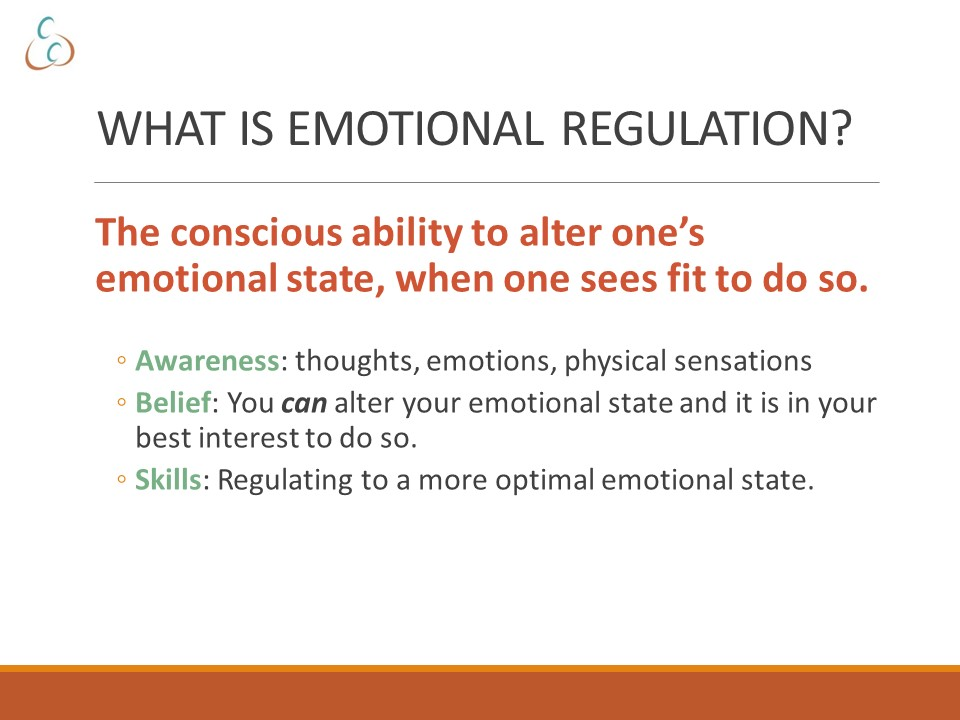 C
C
WHAT IS EMOTIONAL REGULATION?
The conscious ability to alter one’s
emotional state, when one sees fit to do so.
◦ Awareness: thoughts, emotions, physical sensations
◦ Belief: You can alter your emotional state and it is in your
best interest to do so.
◦ Skills: Regulating to a more optimal emotional state.